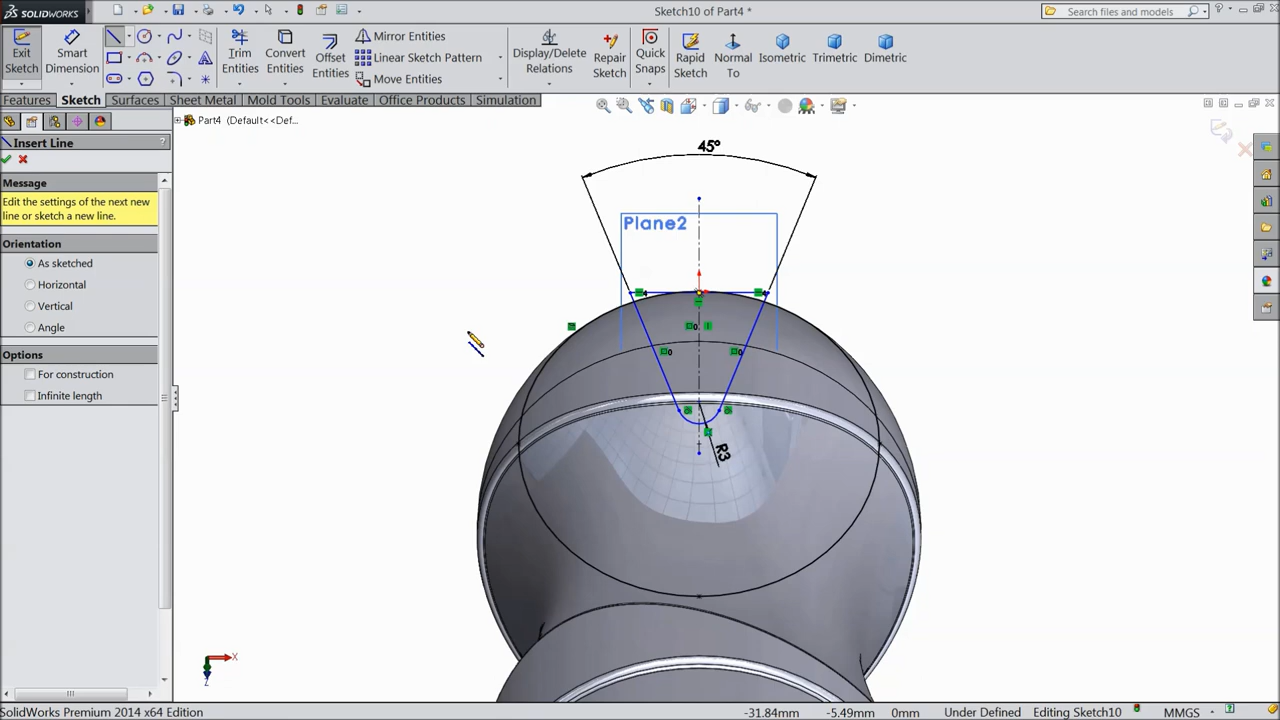 SOLIDWORKS
Sketch10 of Part4 *
Search files and models
Exit Sketch
Smart Dimension
Trim Entities
Convert Entities
Offset Entities
Mirror Entities
Linear Sketch Pattern
Move Entities
Display/Delete Relations
Repair Sketch
Quick Snaps
Rapid Sketch
Normal To
Isometric
Trimetric
Dimetric
Features
Sketch
Surfaces
Sheet Metal
Mold Tools
Evaluate
Office Products
Simulation
Part4 (Default<<Def...
Insert Line
?
Message
Edit the settings of the next new
line or sketch a new line.
Orientation
As sketched
Horizontal
Vertical
Angle
Options
For construction
Infinite length
45°
Plane2
R3
X
Z
SolidWorks Premium 2014 x64 Edition
-31.84mm
-5.49mm
0mm
Under Defined
Editing Sketch10
MMGS